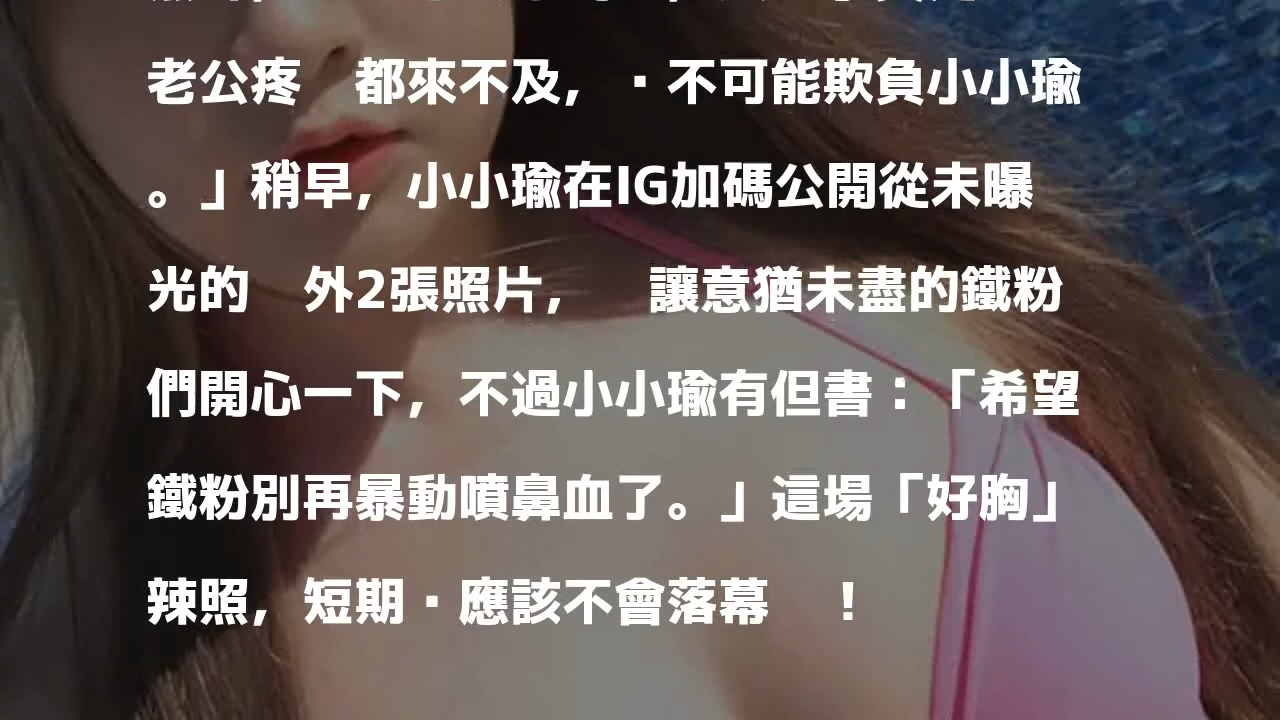 老公疼　都來不及，·不可能欺負小小瑜
。」稍早，小小瑜在IG加碼公開從未曝
光的　外2張照片，　讓意猶未盡的鐵粉
們開心一下，不過小小瑜有但書：「希望
鐵粉別再暴動噴鼻血了。」這場「好胸」
辣照，短期·應該不會落幕　！